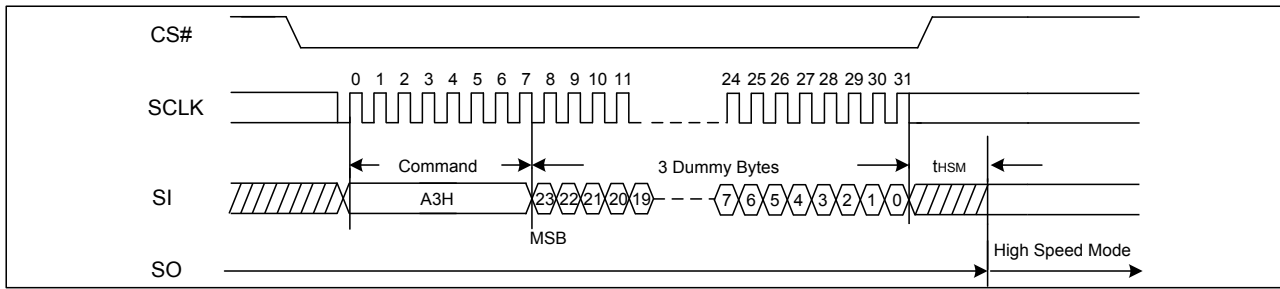 CS#
0 1 2 3 4 5 6 7 8 9 10 11 24 25 26 27 28 29 30 31
SCLK
Command 3 Dummy Bytes tHSM
SI A3H 23 22 21 20 19 7 6 5 4 3 2 1 0
MSB
High Speed Mode
SO